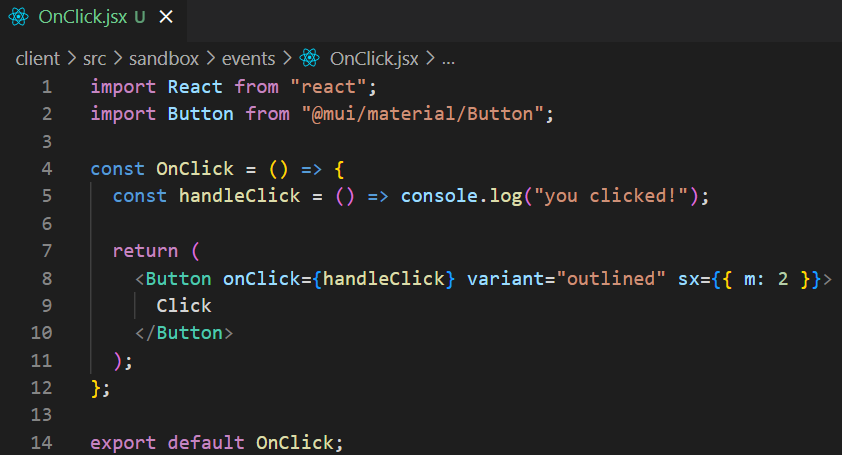 OnClick.jsx U ×
client > src > sandbox > events > OnClick.jsx > ...
1 import React from "react";
2 import Button from "@mui/material/Button";
3
4 const OnClick = () => {
5   const handleClick = () => console.log("you clicked!");
6
7   return (
8     <Button onClick={handleClick} variant="outlined" sx={{ m: 2 }}>
9       Click
10     </Button>
11   );
12 };
13
14 export default OnClick;